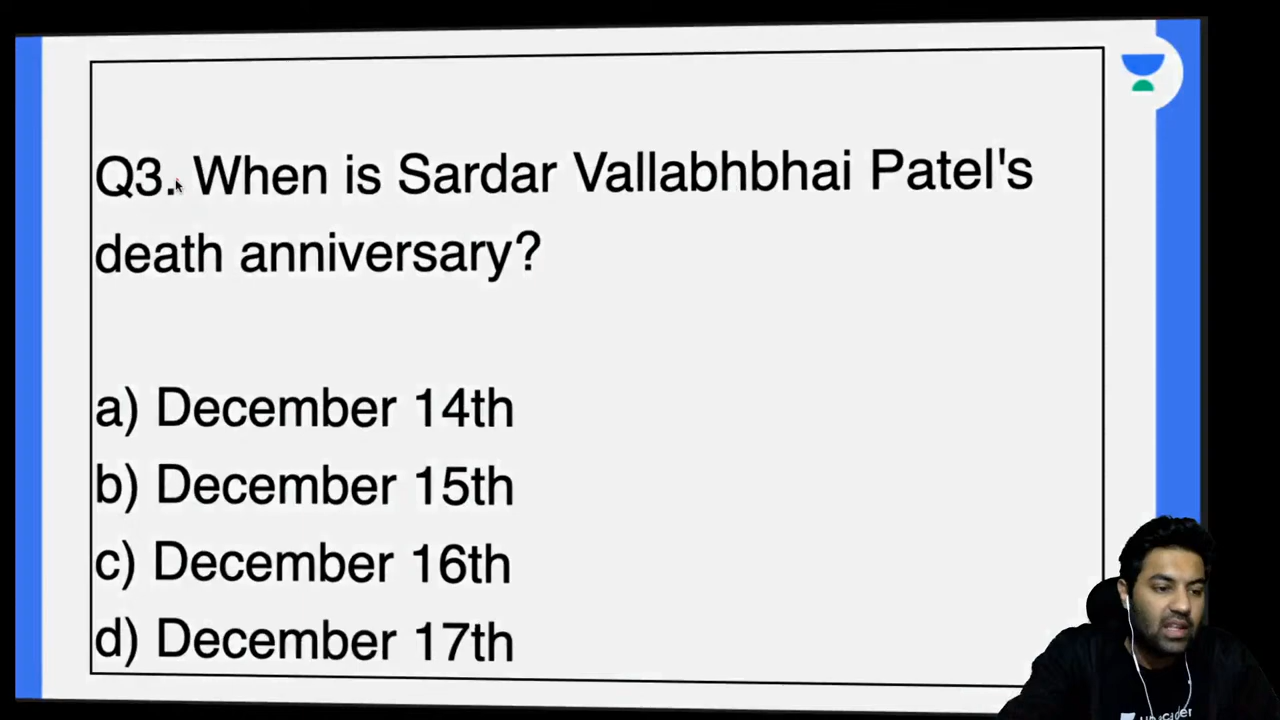 Q3. When is Sardar Vallabhbhai Patel's
death anniversary?
a) December 14th
b) December 15th
c) December 16th
d) December 17th